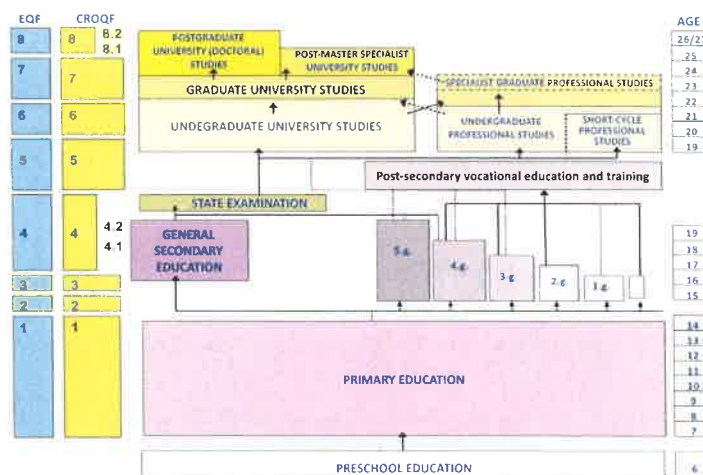 EQF
CROQF
AGE
8
8
8.2
8.1
7
7
6
6
5
5
4
4
4.2
4.1
3
3
2
2
1
1
POSTGRADUATE
UNIVERSITY (DOCTORAL)
STUDIES
POST-MASTER SPECIALIST
UNIVERSITY STUDIES
GRADUATE UNIVERSITY STUDIES
UNDEGRADUATE UNIVERSITY STUDIES
SPECIALIST GRADUATE PROFESSIONAL STUDIES
UNDERGRADUATE
PROFESSIONAL STUDIES
SHORT-CYCLE
PROFESSIONAL
STUDIES
Post-secondary vocational education and training
STATE EXAMINATION
GENERAL
SECONDARY
EDUCATION
5.g.
4.g.
3.g.
2.g.
1.g.
PRIMARY EDUCATION
PRESCHOOL EDUCATION
26/27
25
24
23
22
21
20
19
19
18
17
16
15
14
13
12
11
10
9
8
7
6